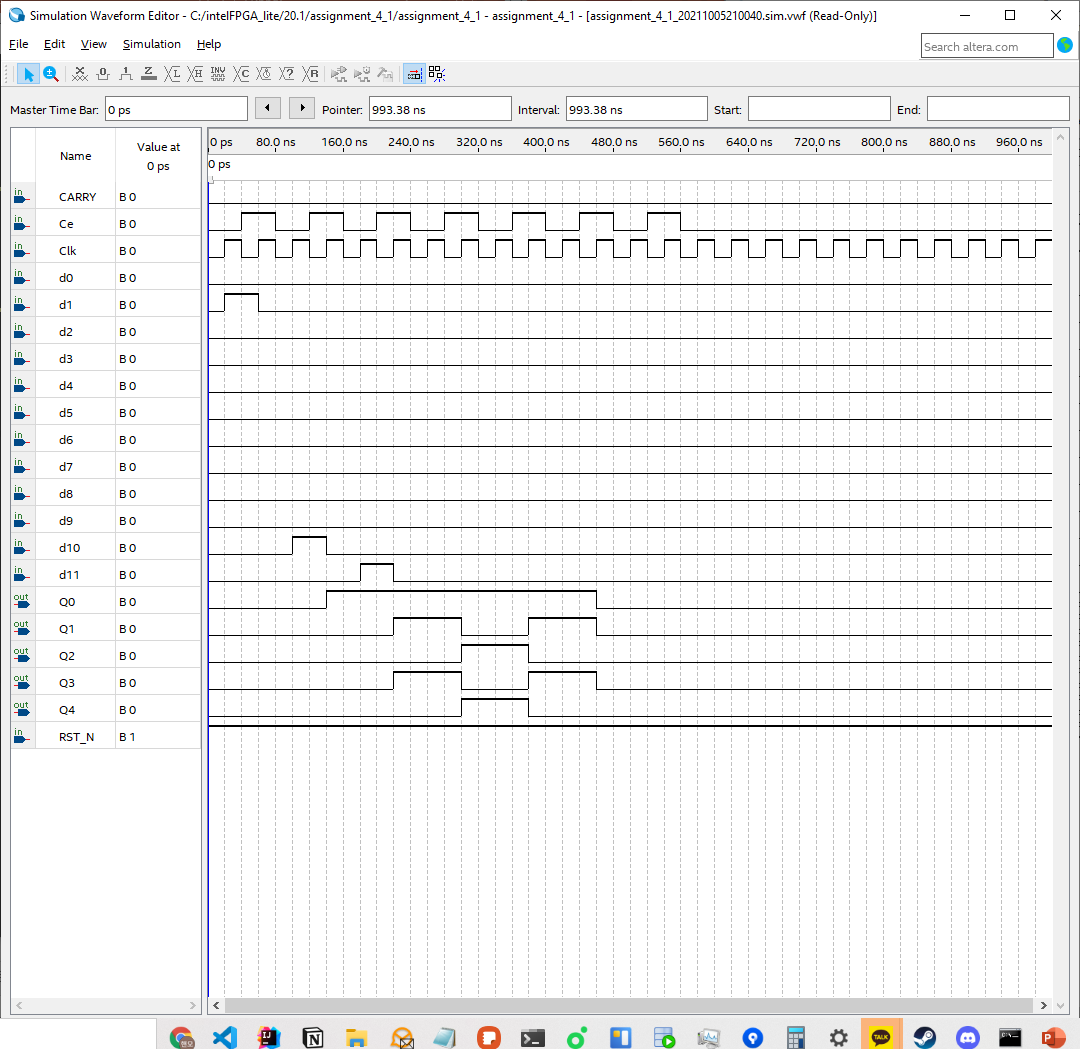 Simulation Waveform Editor - C:/intelFPGA_lite/20.1/assignment_4_1/assignment_4_1 - assignment_4_1 - [assignment_4_1_20211005210040.sim.vwf (Read-Only)]
File Edit View Simulation Help
Search altera.com
Master Time Bar: 0 ps Pointer: 993.38 ns Interval: 993.38 ns Start: End:
Name Value at 0 ps
0 ps 80.0 ns 160.0 ns 240.0 ns 320.0 ns 400.0 ns 480.0 ns 560.0 ns 640.0 ns 720.0 ns 800.0 ns 880.0 ns 960.0 ns
0 ps
in CARRY B 0
in Ce B 0
in Clk B 0
in d0 B 0
in d1 B 0
in d2 B 0
in d3 B 0
in d4 B 0
in d5 B 0
in d6 B 0
in d7 B 0
in d8 B 0
in d9 B 0
in d10 B 0
in d11 B 0
out Q0 B 0
out Q1 B 0
out Q2 B 0
out Q3 B 0
out Q4 B 0
in RST_N B 1
TALK